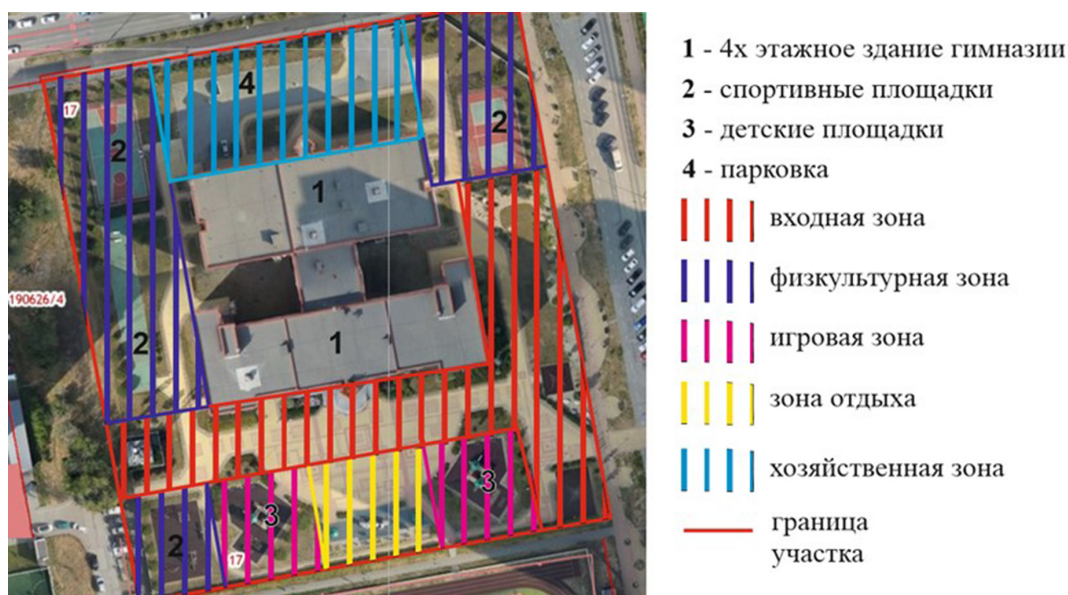 17
2
4
2
1
190626/4
2
1
3
3
2
17
1 - 4х этажное здание гимназии
2 - спортивные площадки
3 - детские площадки
4 - парковка
входная зона
физкультурная зона
игровая зона
зона отдыха
хозяйственная зона
граница
участка